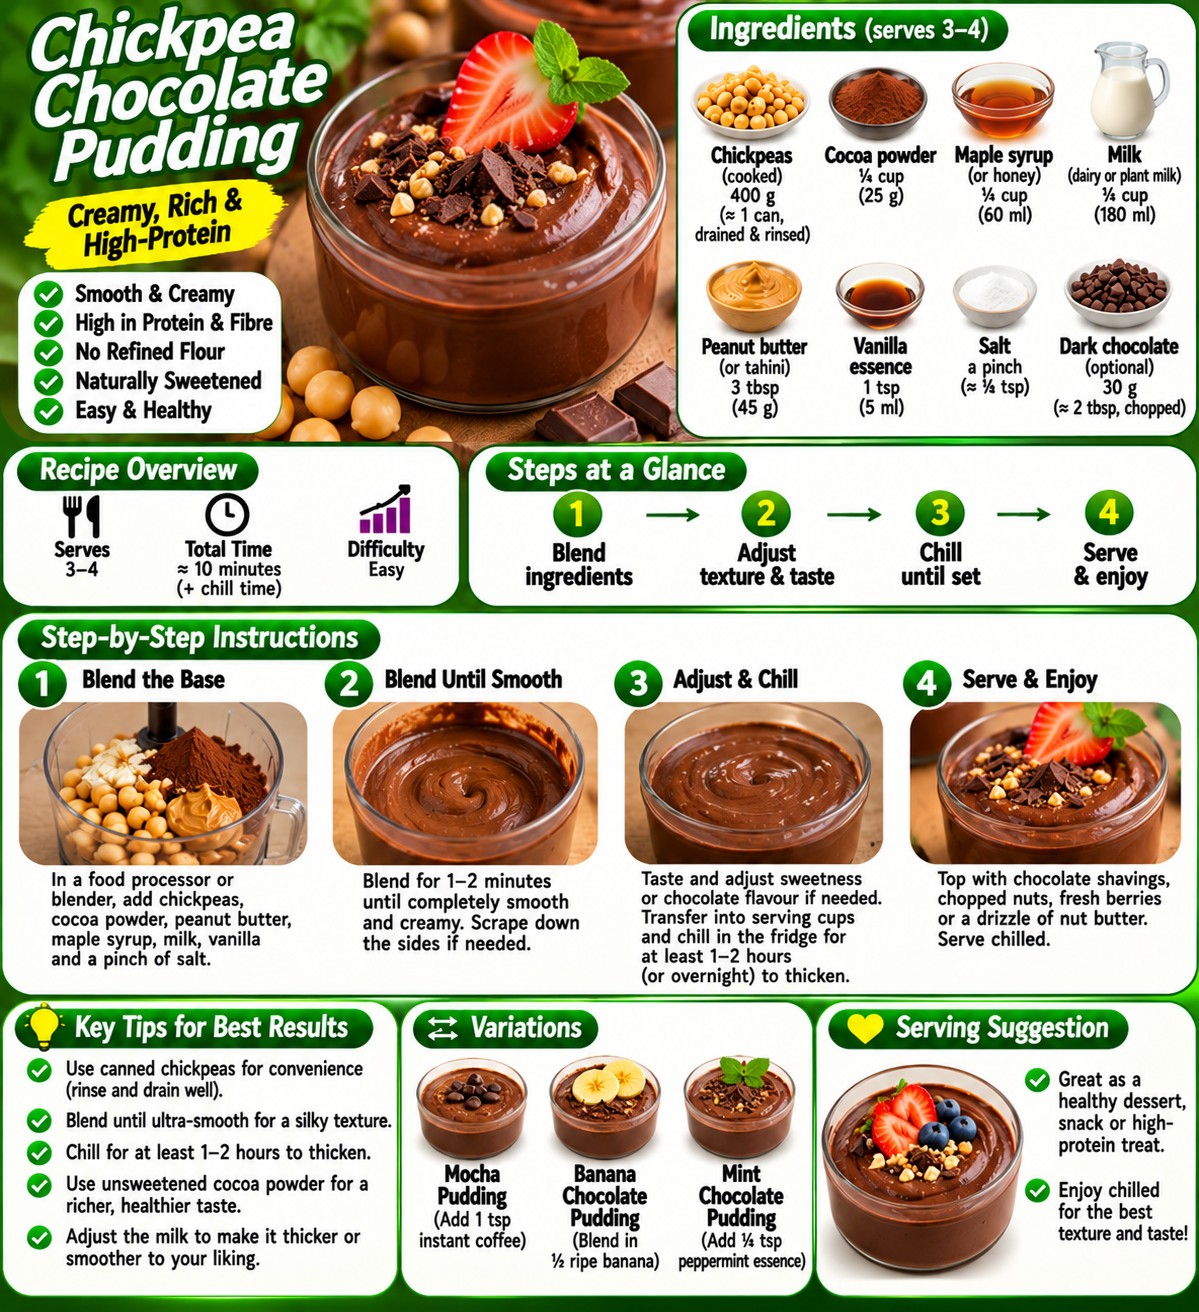 Chickpea
Chocolate
Pudding
Creamy, Rich &
High-Protein
Smooth & Creamy
High in Protein & Fibre
No Refined Flour
Naturally Sweetened
Easy & Healthy
Ingredients (serves 3–4)
Chickpeas
(cooked)
400 g
(≈ 1 can,
drained & rinsed)
Cocoa powder
¼ cup
(25 g)
Maple syrup
(or honey)
¼ cup
(60 ml)
Milk
(dairy or plant milk)
¾ cup
(180 ml)
Peanut butter
(or tahini)
3 tbsp
(45 g)
Vanilla
essence
1 tsp
(5 ml)
Salt
a pinch
(≈ ¼ tsp)
Dark chocolate
(optional)
30 g
(≈ 2 tbsp, chopped)
Recipe Overview
Serves
3–4
Total Time
≈ 10 minutes
(+ chill time)
Difficulty
Easy
Steps at a Glance
1
Blend
ingredients
2
Adjust
texture & taste
3
Chill
until set
4
Serve
& enjoy
Step-by-Step Instructions
1 Blend the Base
In a food processor or
blender, add chickpeas,
cocoa powder, peanut butter,
maple syrup, milk, vanilla
and a pinch of salt.
2 Blend Until Smooth
Blend for 1–2 minutes
until completely smooth
and creamy. Scrape down
the sides if needed.
3 Adjust & Chill
Taste and adjust sweetness
or chocolate flavour if needed.
Transfer into serving cups
and chill in the fridge for
at least 1–2 hours
(or overnight) to thicken.
4 Serve & Enjoy
Top with chocolate shavings,
chopped nuts, fresh berries
or a drizzle of nut butter.
Serve chilled.
Key Tips for Best Results
Use canned chickpeas for convenience
(rinse and drain well).
Blend until ultra-smooth for a silky texture.
Chill for at least 1–2 hours to thicken.
Use unsweetened cocoa powder for a
richer, healthier taste.
Adjust the milk to make it thicker or
smoother to your liking.
Variations
Mocha
Pudding
(Add 1 tsp
instant coffee)
Banana
Chocolate
Pudding
(Blend in
½ ripe banana)
Mint
Chocolate
Pudding
(Add ¼ tsp
peppermint essence)
Serving Suggestion
Great as a
healthy dessert,
snack or high-
protein treat.
Enjoy chilled
for the best
texture and taste!